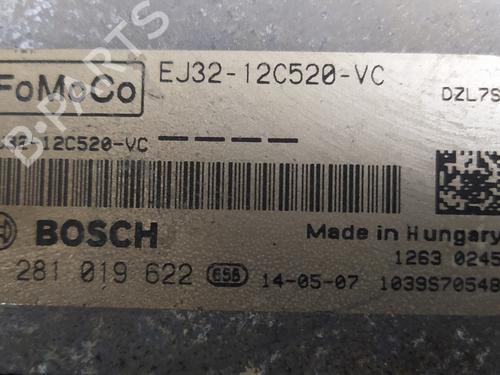 FoMoCo
EJ32-12C520-VC
DZL7S
J32-12C520-VC
BOSCH
Made in Hungary
1263 0245
281 019 622
14-05-07
1039S70548
B-PARTS